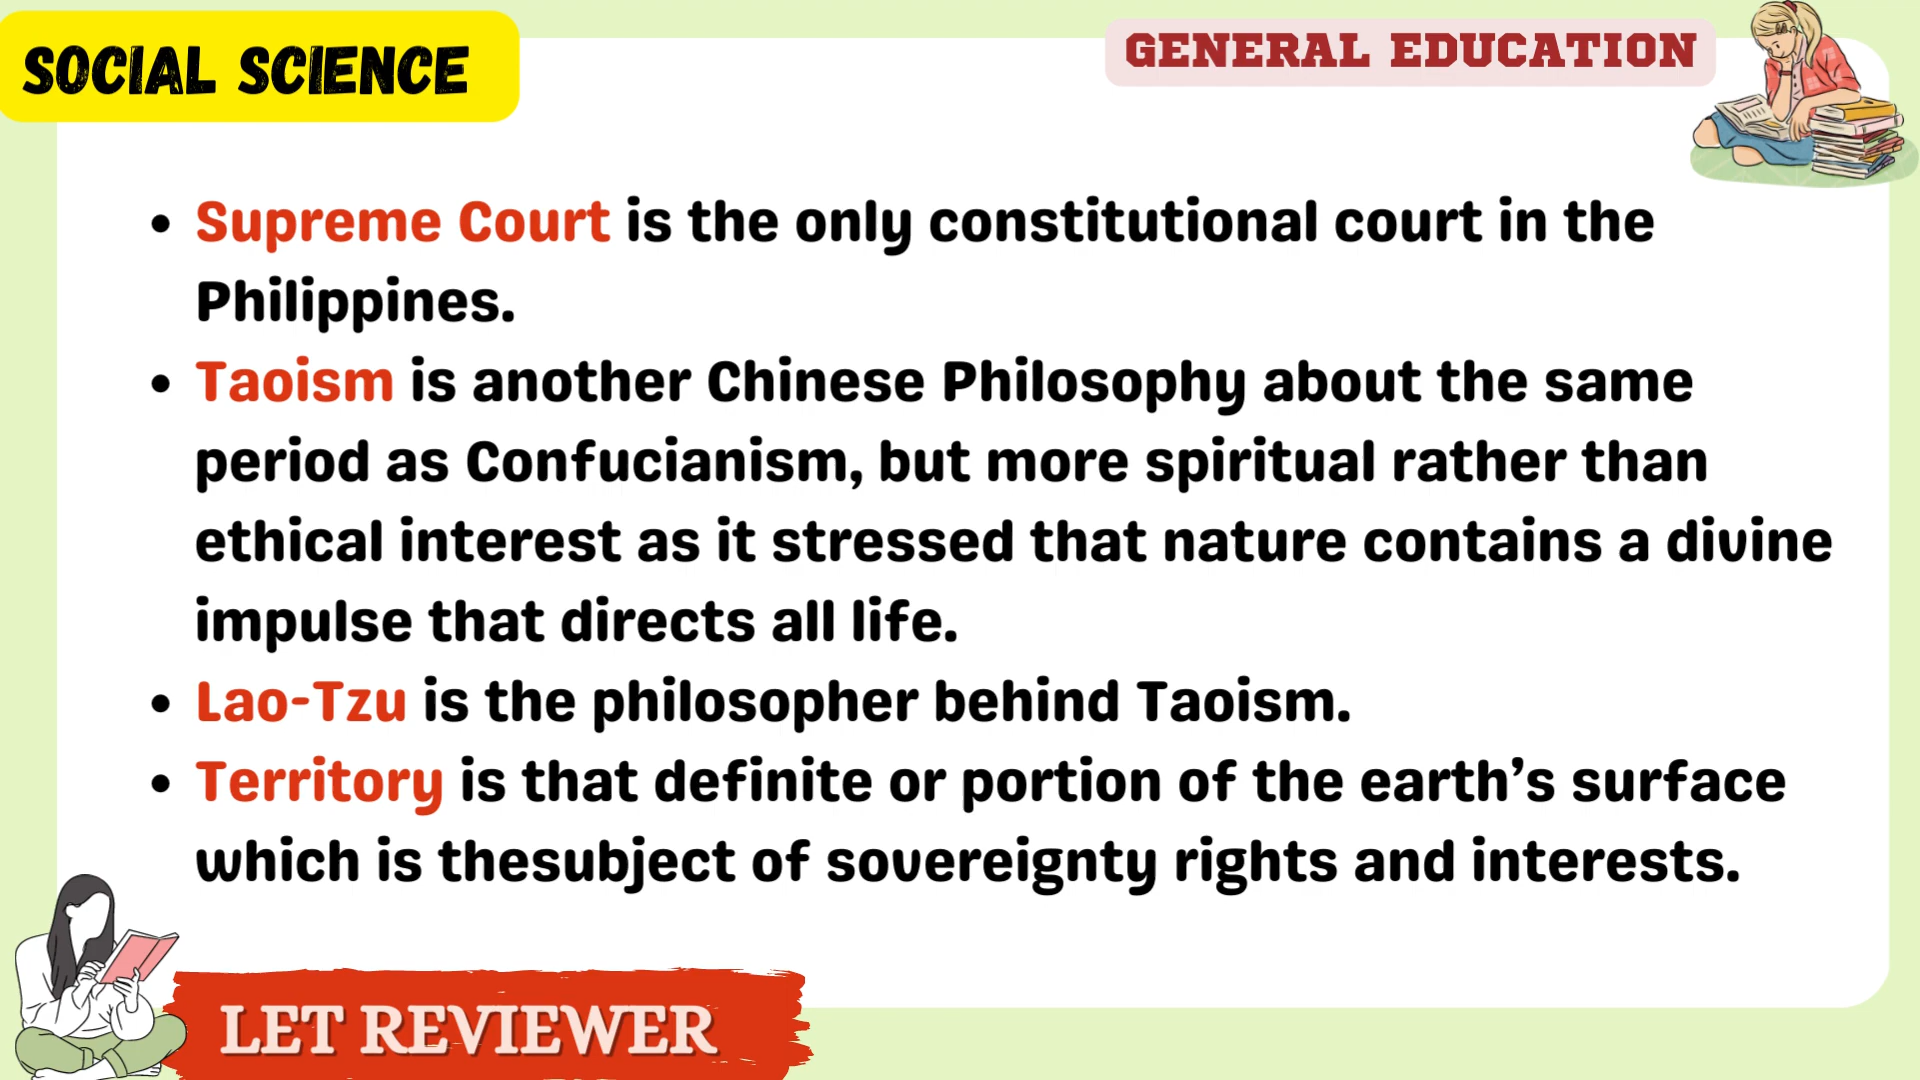 SOCIAL SCIENCE
GENERAL EDUCATION
• Supreme Court is the only constitutional court in the
Philippines.
• Taoism is another Chinese Philosophy about the same
period as Confucianism, but more spiritual rather than
ethical interest as it stressed that nature contains a divine
impulse that directs all life.
• Lao-Tzu is the philosopher behind Taoism.
• Territory is that definite or portion of the earth’s surface
which is thesubject of sovereignty rights and interests.
LET REVIEWER